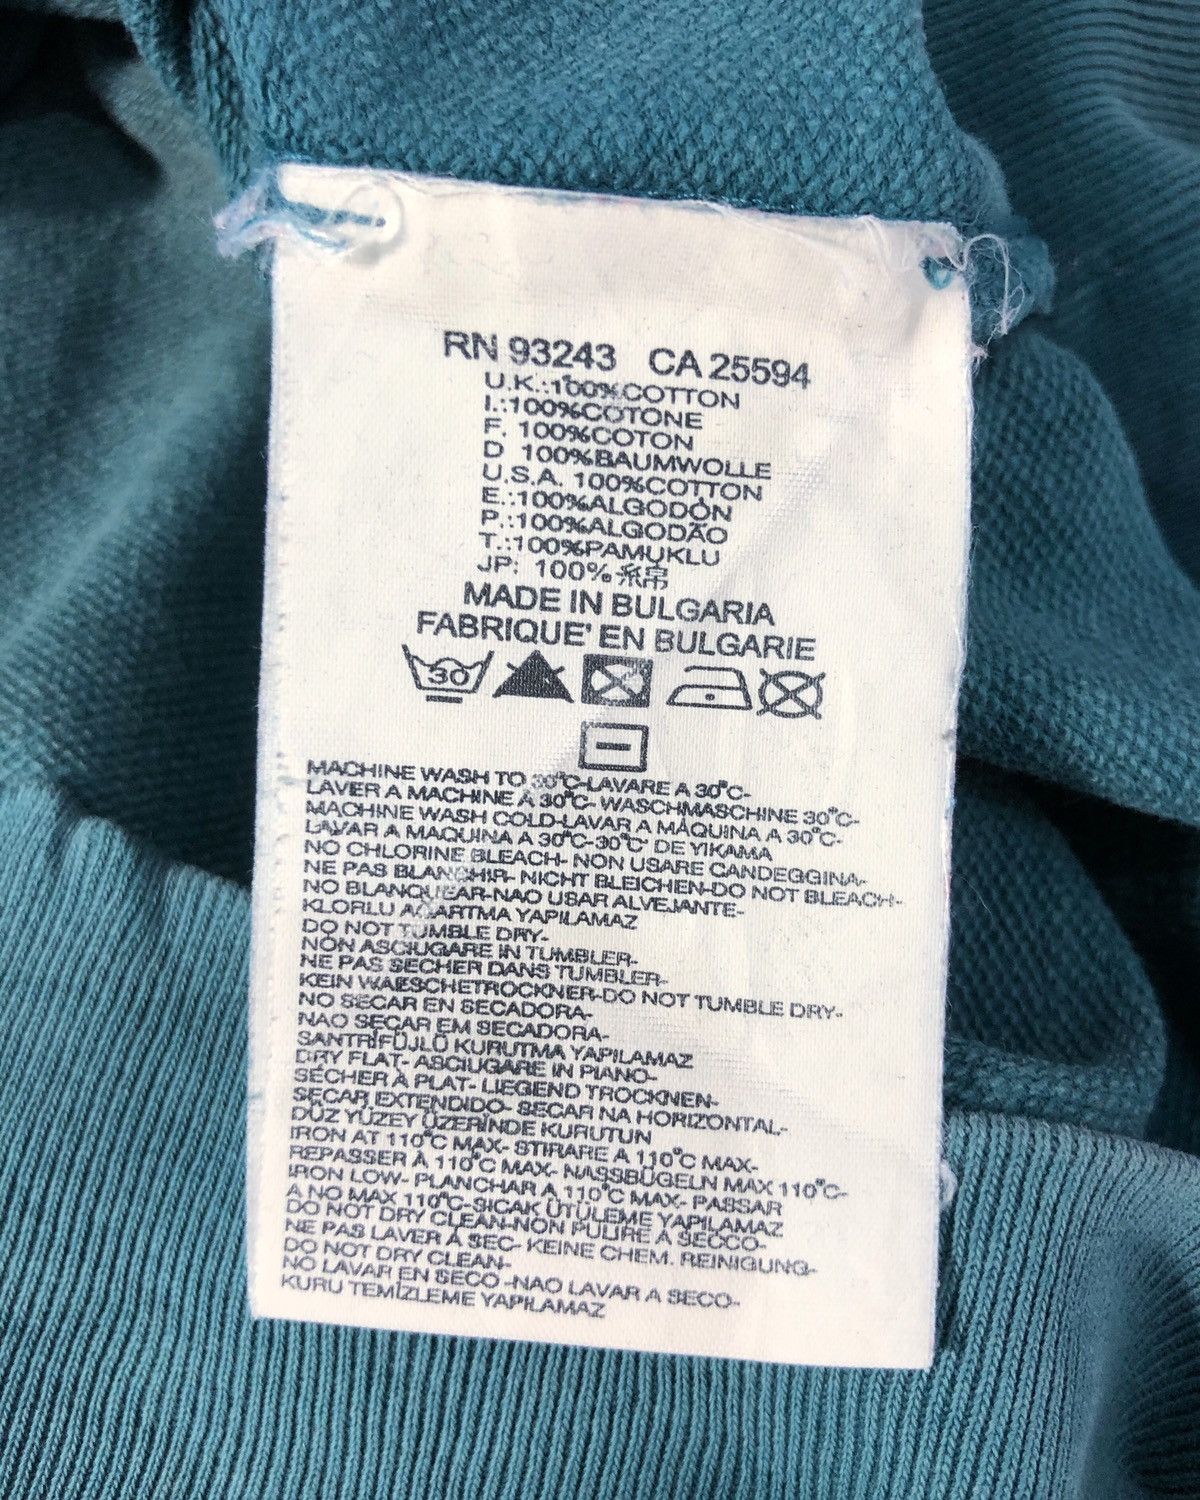 RN 93243 CA 25594
U.K.:100%COTTON
I.:100%COTONE
F. 100%COTON
D 100%BAUMWOLLE
U.S.A. 100%COTTON
E.:100%ALGODÓN
P.:100%ALGODÃO
T.:100%PAMUKLU
JP: 100%綿
MADE IN BULGARIA
FABRIQUE' EN BULGARIE
30
MACHINE WASH TO 30°C-LAVARE A 30°C-
LAVER A MACHINE A 30°C- WASCHMASCHINE 30°C-
MACHINE WASH COLD-LAVAR A MÀQUINA A 30°C-
LAVAR A MAQUINA A 30°C-30°C' DE YIKAMA
NO CHLORINE BLEACH- NON USARE CANDEGGINA-
NE PAS BLANCHIR- NICHT BLEICHEN-DO NOT BLEACH-
NO BLANQUEAR-NAO USAR ALVEJANTE-
KLORLU AGARTMA YAPILAMAZ
DO NOT TUMBLE DRY-
NON ASCIUGARE IN TUMBLER-
NE PAS SECHER DANS TUMBLER-
KEIN WAESCHETROCKNER-DO NOT TUMBLE DRY-
NO SECAR EN SECADORA-
NAO SEÇAR EM SECADORA-
SANTRİFÜJLÜ KURUTMA YAPILAMAZ
DRY FLAT- ASCIUGARE IN PIANO-
SÉCHER À PLAT- LIEGEND TROCKNEN-
SECAR EXTENDIDO- SECAR NA HORIZONTAL-
DÜZ YÜZEY ÜZERİNDE KURUTUN
IRON AT 110°C MAX- STIRARE A 110°C MAX-
REPASSER À 110°C MAX- NASSBÜGELN MAX 110°C-
IRON LOW- PLANCHAR A 110°C MAX- PASSAR
A NO MAX 110°C-SICAK ÜTÜLEME YAPILAMAZ
DO NOT DRY CLEAN-NON PULIRE A SECCO-
NE PAS LAVER À SEC- KEINE CHEM. REINIGUNG-
DO NOT DRY CLEAN-
NO LAVAR EN SECO -NAO LAVAR A SECO-
KURU TEMİZLEME YAPILAMAZ